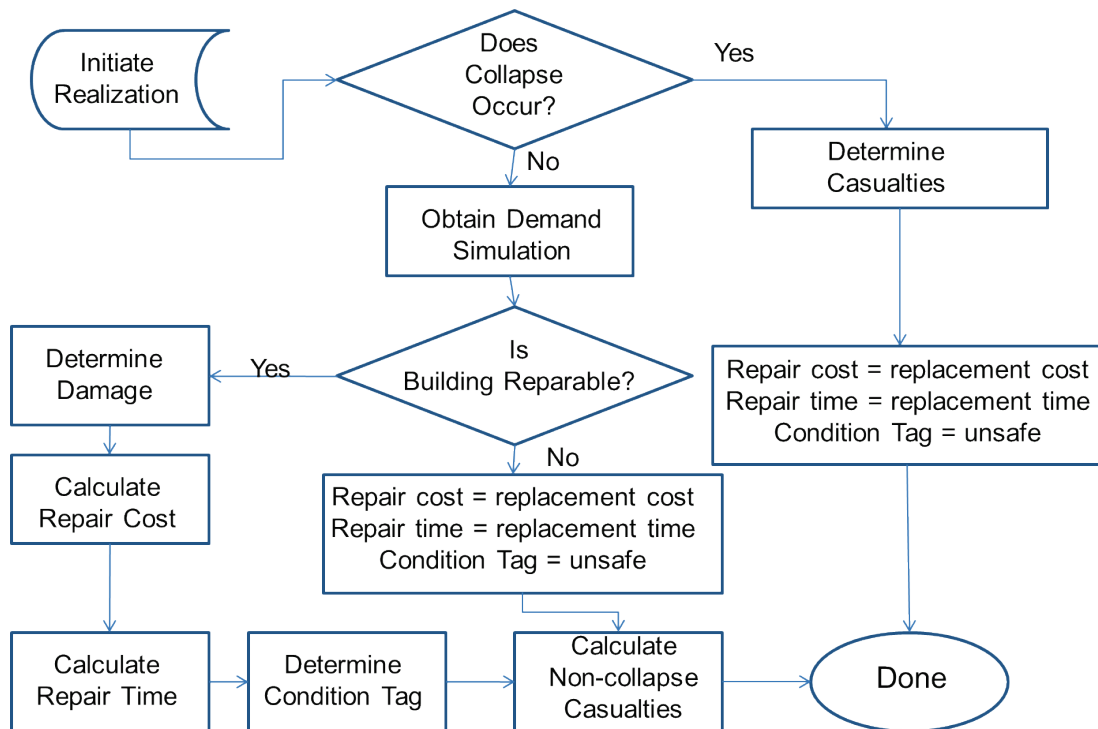 Initiate
Realization
Does
Collapse
Occur?
Yes
No
Determine
Casualties
Obtain Demand
Simulation
Is
Building Reparable?
Yes
Determine
Damage
Repair cost = replacement cost
Repair time = replacement time
Condition Tag = unsafe
No
Calculate
Repair Cost
Repair cost = replacement cost
Repair time = replacement time
Condition Tag = unsafe
Calculate
Repair Time
Determine
Condition Tag
Calculate
Non-collapse
Casualties
Done